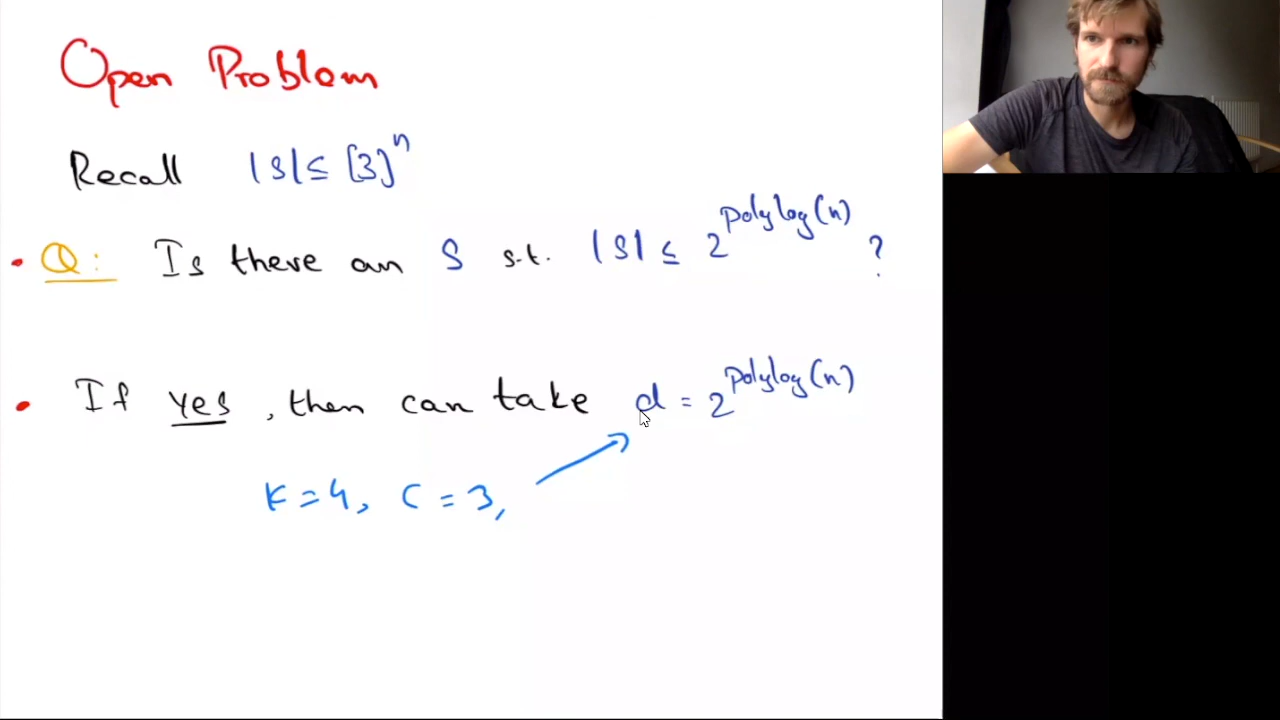 Open Problem
Recall |S| ≤ [3]^n
• Q: Is there an S s.t. |S| ≤ 2^polylog(n) ?
• If yes, then can take d = 2^polylog(n)
K = 4, C = 3,